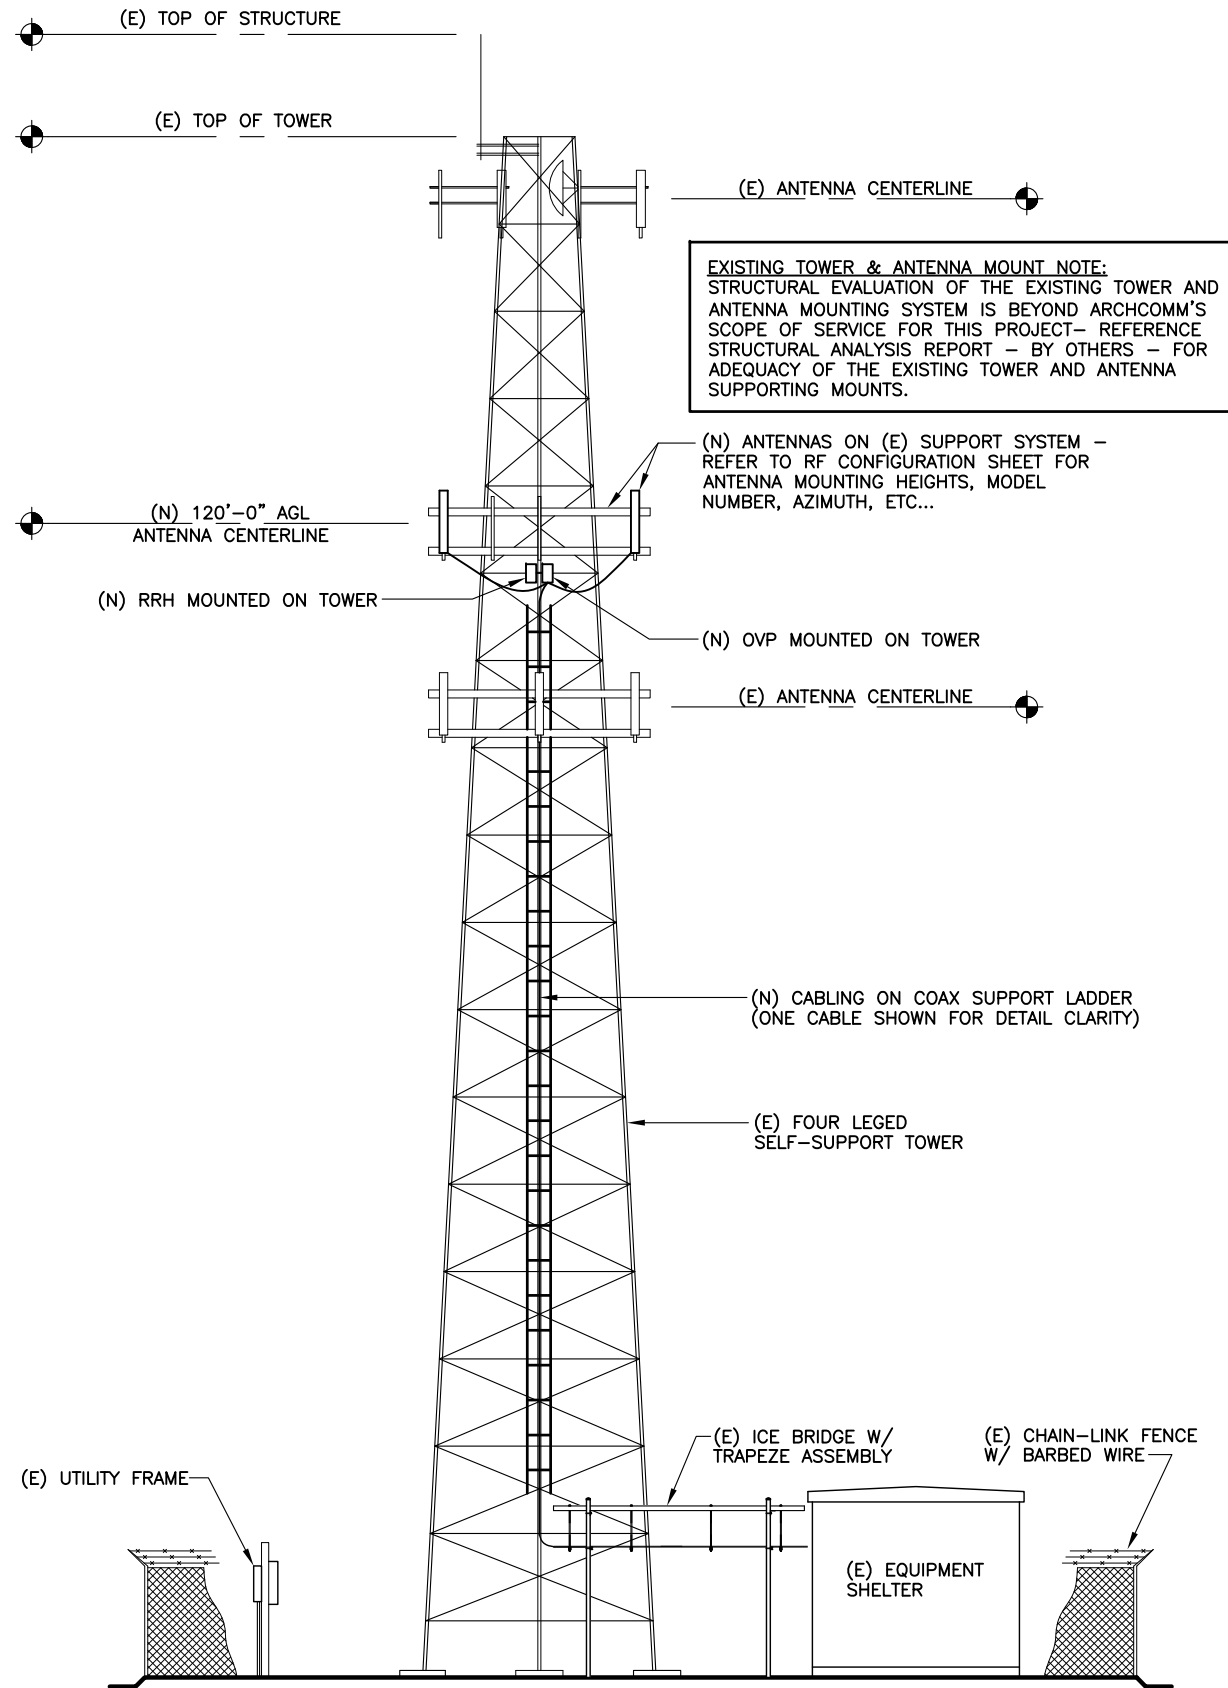 (E) TOP OF STRUCTURE
(E) TOP OF TOWER
(E) ANTENNA CENTERLINE
EXISTING TOWER & ANTENNA MOUNT NOTE:
STRUCTURAL EVALUATION OF THE EXISTING TOWER AND
ANTENNA MOUNTING SYSTEM IS BEYOND ARCHCOMM'S
SCOPE OF SERVICE FOR THIS PROJECT– REFERENCE
STRUCTURAL ANALYSIS REPORT – BY OTHERS – FOR
ADEQUACY OF THE EXISTING TOWER AND ANTENNA
SUPPORTING MOUNTS.
(N) ANTENNAS ON (E) SUPPORT SYSTEM –
REFER TO RF CONFIGURATION SHEET FOR
ANTENNA MOUNTING HEIGHTS, MODEL
NUMBER, AZIMUTH, ETC...
(N) 120'-0" AGL
ANTENNA CENTERLINE
(N) RRH MOUNTED ON TOWER
(N) OVP MOUNTED ON TOWER
(E) ANTENNA CENTERLINE
(N) CABLING ON COAX SUPPORT LADDER
(ONE CABLE SHOWN FOR DETAIL CLARITY)
(E) FOUR LEGED
SELF-SUPPORT TOWER
(E) ICE BRIDGE W/
TRAPEZE ASSEMBLY
(E) CHAIN-LINK FENCE
W/ BARBED WIRE
(E) UTILITY FRAME
(E) EQUIPMENT
SHELTER